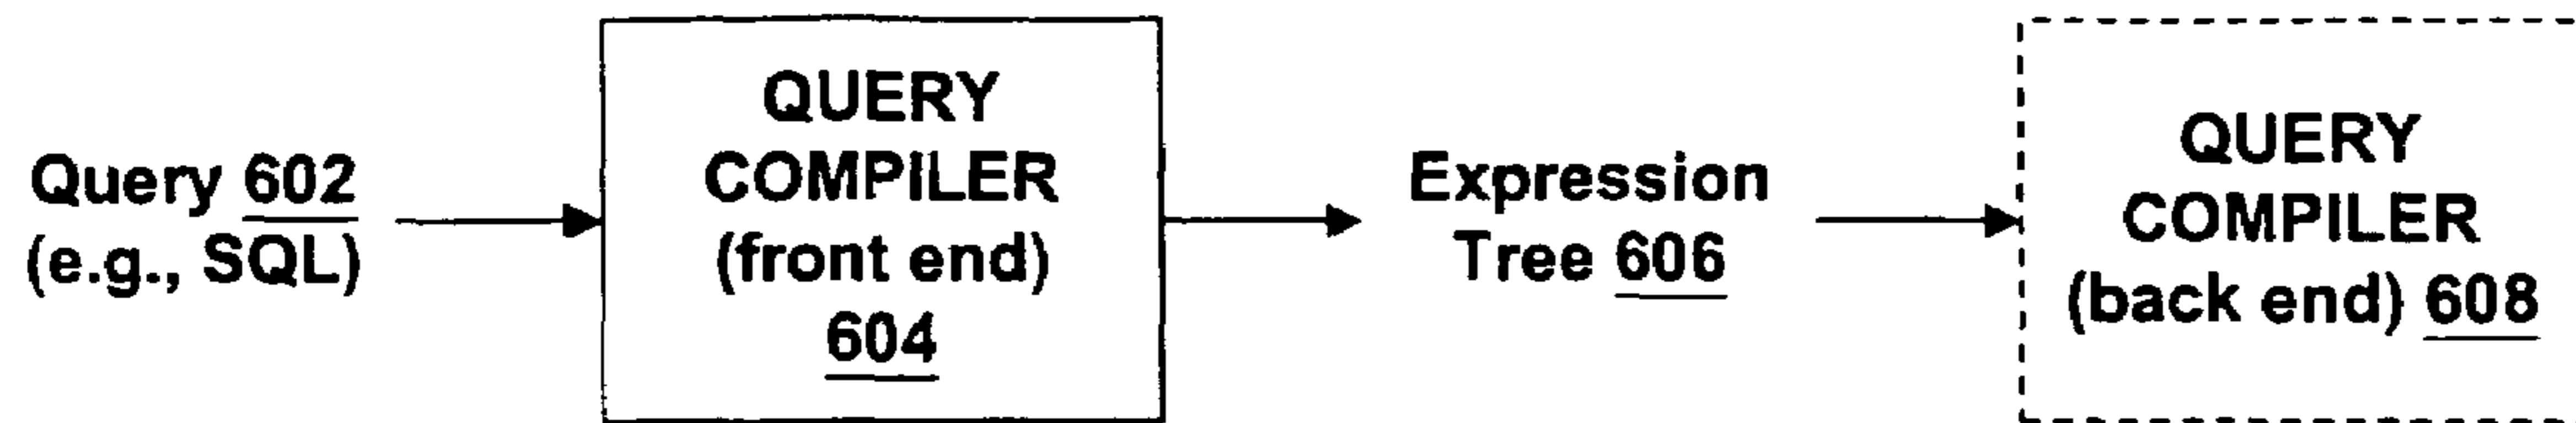 Query 602
(e.g., SQL)
QUERY
COMPILER
(front end)
604
Expression
Tree 606
QUERY
COMPILER
(back end) 608